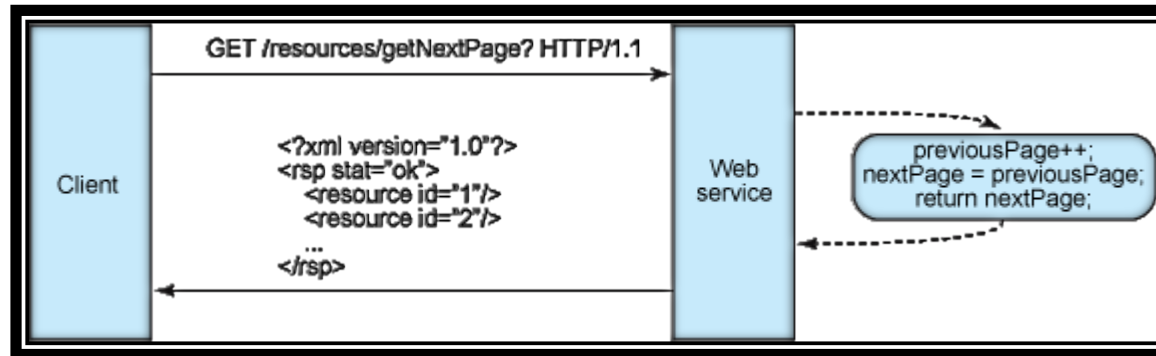 Client
GET /resources/getNextPage? HTTP/1.1
<?xml version="1.0"?>
<rsp stat="ok">
<resource id="1"/>
<resource id="2"/>
...
</rsp>
Web
service
previousPage++;
nextPage = previousPage;
return nextPage;